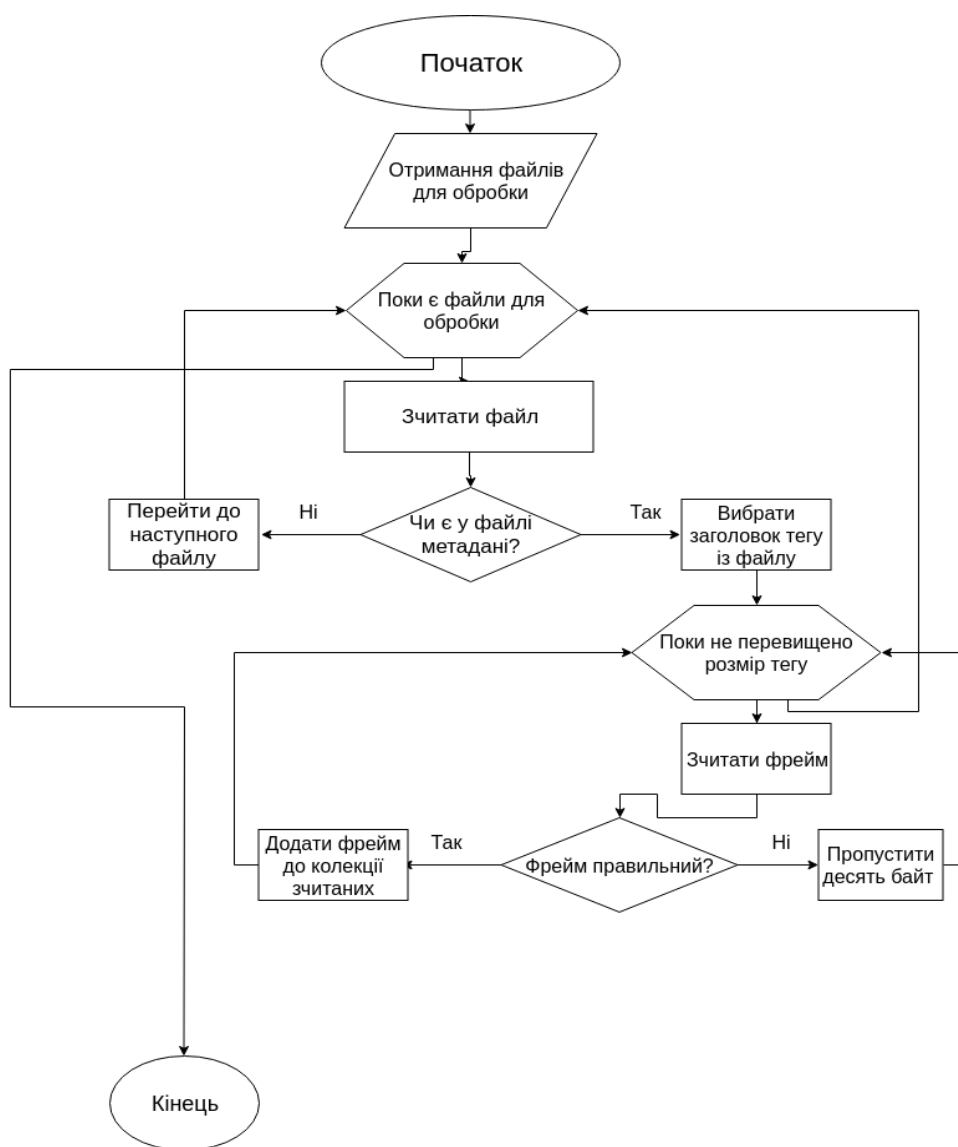 Початок
Отримання файлів
для обробки
Поки є файли для
обробки
Зчитати файл
Перейти до
наступного
файлу
Ні
Чи є у файлі
метадані?
Так
Вибрати
заголовок тегу
із файлу
Поки не перевищено
розмір тегу
Зчитати фрейм
Додати фрейм
до колекції
зчитаних
Так
Фрейм правильний?
Ні
Пропустити
десять байт
Кінець